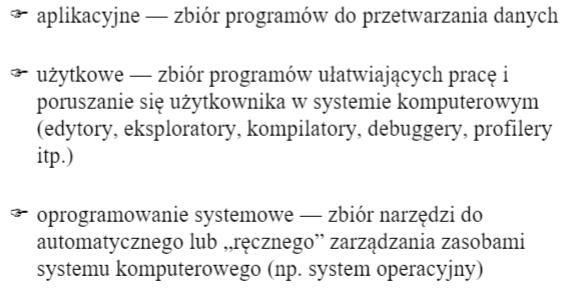 ☞ aplikacyjne — zbiór programów do przetwarzania danych
☞ użytkowe — zbiór programów ułatwiających pracę i
poruszanie się użytkownika w systemie komputerowym
(edytory, eksploratory, kompilatory, debuggery, profilery
itp.)
☞ oprogramowanie systemowe — zbiór narzędzi do
automatycznego lub „ręcznego” zarządzania zasobami
systemu komputerowego (np. system operacyjny)